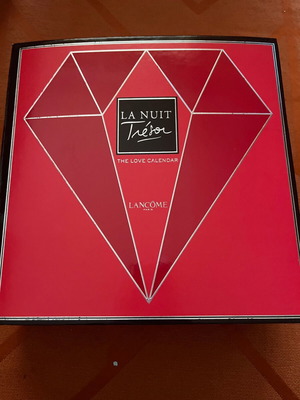 LA NUIT
Trésor
THE LOVE CALENDAR
LANCÔME
PARIS